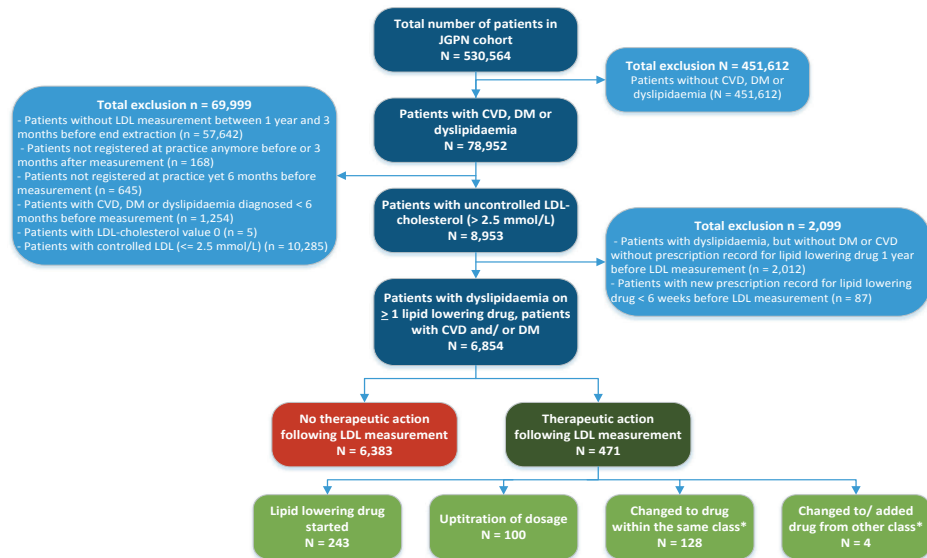 Total number of patients in
JGPN cohort
N = 530,564
Total exclusion N = 451,612
Patients without CVD, DM or
dyslipidaemia (N = 451,612)
Total exclusion n = 69,999
- Patients without LDL measurement between 1 year and 3
months before end extraction (n = 57,642)
- Patients not registered at practice anymore before or 3
months after measurement (n = 168)
- Patients not registered at practice yet 6 months before
measurement (n = 645)
- Patients with CVD, DM or dyslipidaemia diagnosed < 6
months before measurement (n = 1,254)
- Patients with LDL-cholesterol value 0 (n = 5)
- Patients with controlled LDL (<= 2.5 mmol/L) (n = 10,285)
Patients with CVD, DM or
dyslipidaemia
N = 78,952
Patients with uncontrolled LDL-
cholesterol (> 2.5 mmol/L)
N = 8,953
Total exclusion n = 2,099
- Patients with dyslipidaemia, but without DM or CVD
without prescription record for lipid lowering drug 1 year
before LDL measurement (n = 2,012)
- Patients with new prescription record for lipid lowering
drug < 6 weeks before LDL measurement (n = 87)
Patients with dyslipidaemia on
≥ 1 lipid lowering drug, patients
with CVD and/ or DM
N = 6,854
No therapeutic action
following LDL measurement
N = 6,383
Therapeutic action
following LDL measurement
N = 471
Lipid lowering drug
started
N = 243
Uptitration of dosage
N = 100
Changed to drug
within the same class*
N = 128
Changed to/ added
drug from other class*
N = 4